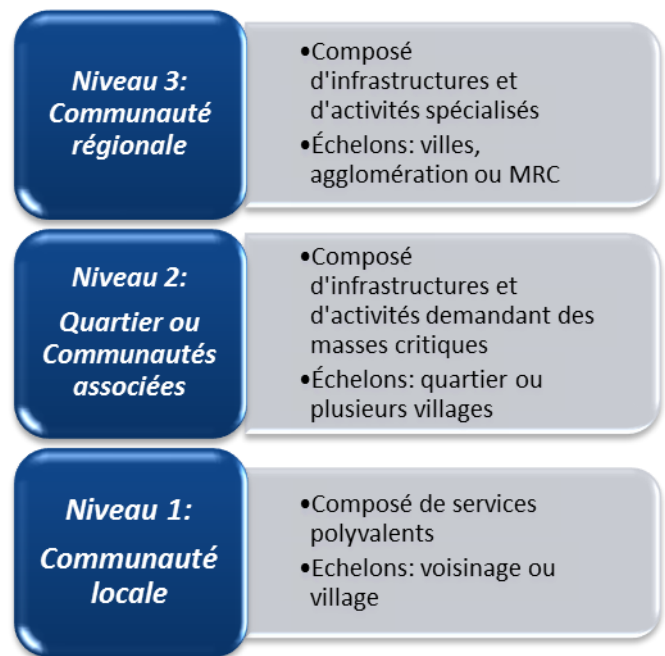 Niveau 3:
Communauté
régionale
•Composé
d'infrastructures et
d'activités spécialisés
•Échelons: villes,
agglomération ou MRC
Niveau 2:
Quartier ou
Communautés
associées
•Composé
d'infrastructures et
d'activités demandant des
masses critiques
•Échelons: quartier ou
plusieurs villages
Niveau 1:
Communauté
locale
•Composé de services
polyvalents
•Echelons: voisinage ou
village